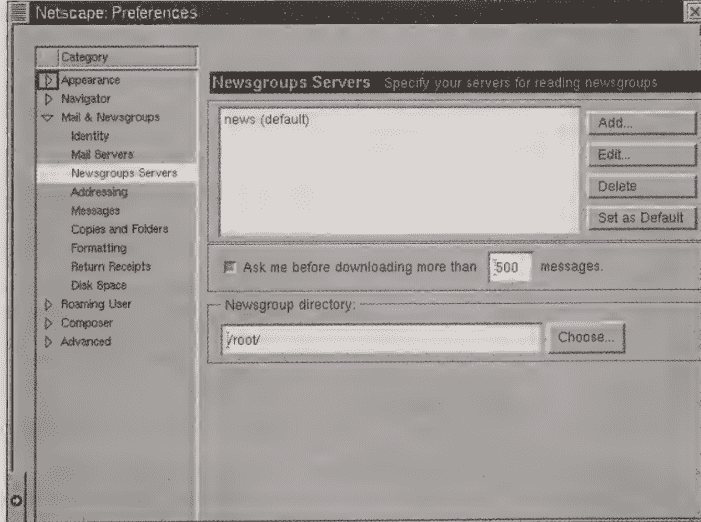 Netscape: Preferences
Category
Appearance
Navigator
Mail & Newsgroups
Identity
Mail Servers
Newsgroups Servers
Addressing
Messages
Copies and Folders
Formatting
Return Receipts
Disk Space
Roaming User
Composer
Advanced
Newsgroups Servers Specify your servers for reading newsgroups
news (default)
Add...
Edit...
Delete
Set as Default
Ask me before downloading more than 500 messages.
Newsgroup directory:
/root/
Choose...